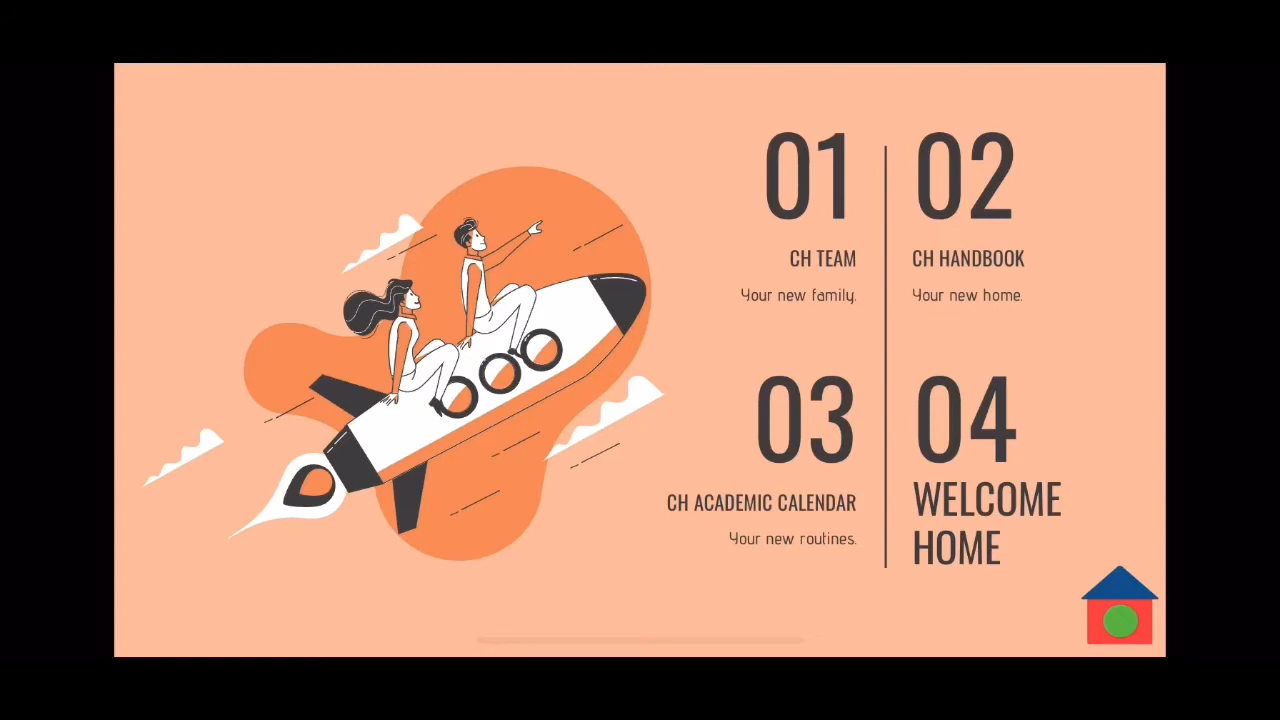 01
CH TEAM
Your new family.
02
CH HANDBOOK
Your new home.
03
CH ACADEMIC CALENDAR
Your new routines.
04
WELCOME
HOME